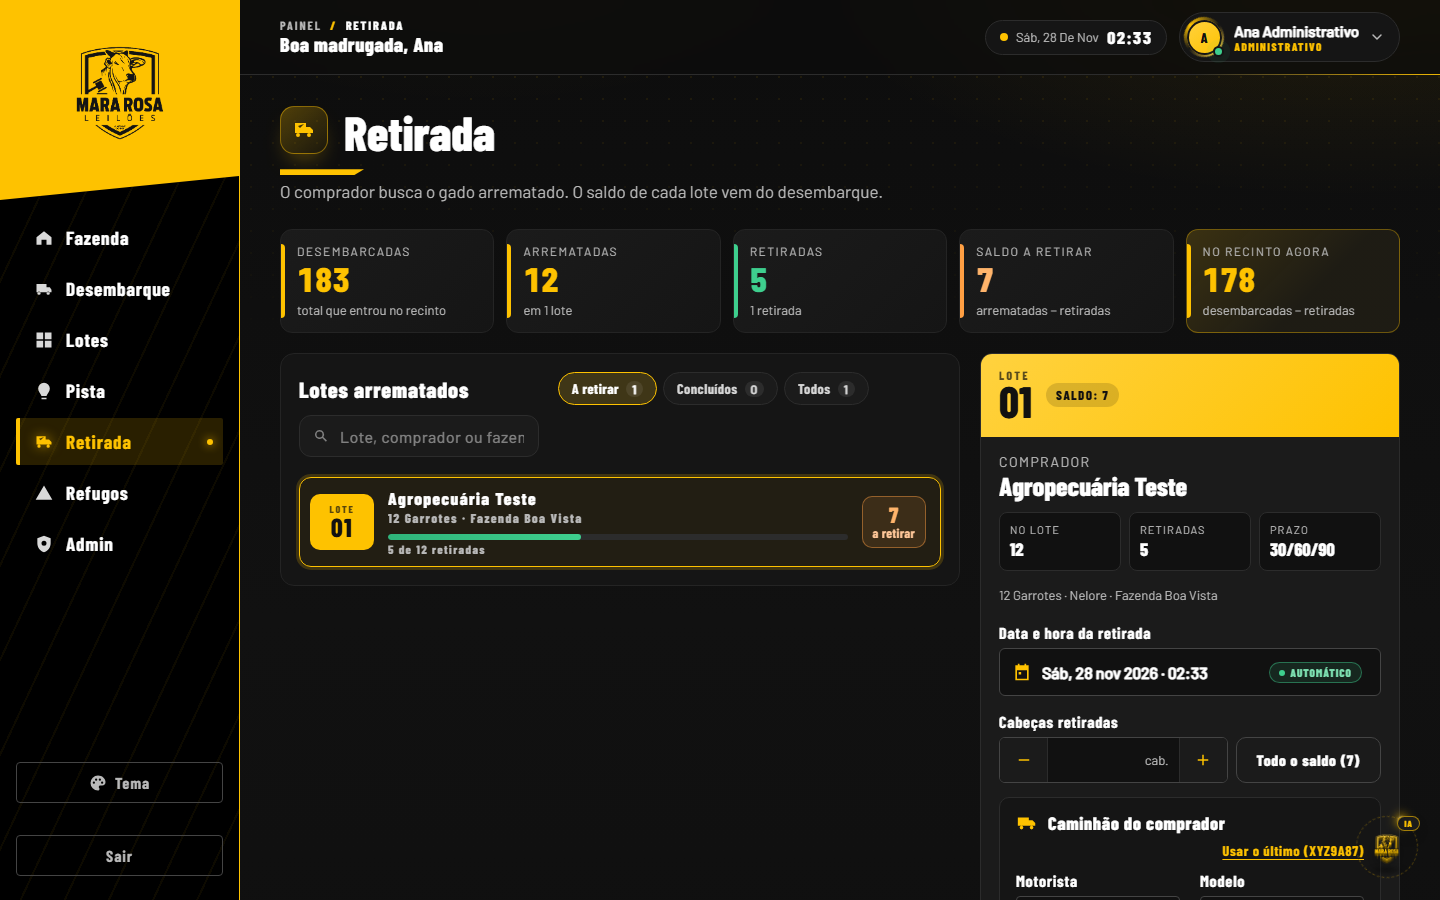 MARA ROSA
LEILÕES
Fazenda
Desembarque
Lotes
Pista
Retirada
Refugos
Admin
Tema
Sair
PAINEL / RETIRADA
Boa madrugada, Ana
Sáb, 28 De Nov 02:33
A
Ana Administrativo
ADMINISTRATIVO
Retirada
O comprador busca o gado arrematado. O saldo de cada lote vem do desembarque.
DESEMBARCADAS
183
total que entrou no recinto
ARREMATADAS
12
em 1 lote
RETIRADAS
5
1 retirada
SALDO A RETIRAR
7
arrematadas – retiradas
NO RECINTO AGORA
178
desembarcadas – retiradas
Lotes arrematados
A retirar 1
Concluídos 0
Todos 1
Lote, comprador ou fazen
LOTE
01
Agropecuária Teste
12 Garrotes · Fazenda Boa Vista
5 de 12 retiradas
7
a retirar
LOTE
01
SALDO: 7
COMPRADOR
Agropecuária Teste
NO LOTE
12
RETIRADAS
5
PRAZO
30/60/90
12 Garrotes · Nelore · Fazenda Boa Vista
Data e hora da retirada
Sáb, 28 nov 2026 · 02:33
AUTOMÁTICO
Cabeças retiradas
− cab. +
Todo o saldo (7)
Caminhão do comprador
Usar o último (XYZ9A87)
IA
MARA ROSA
Motorista
Modelo